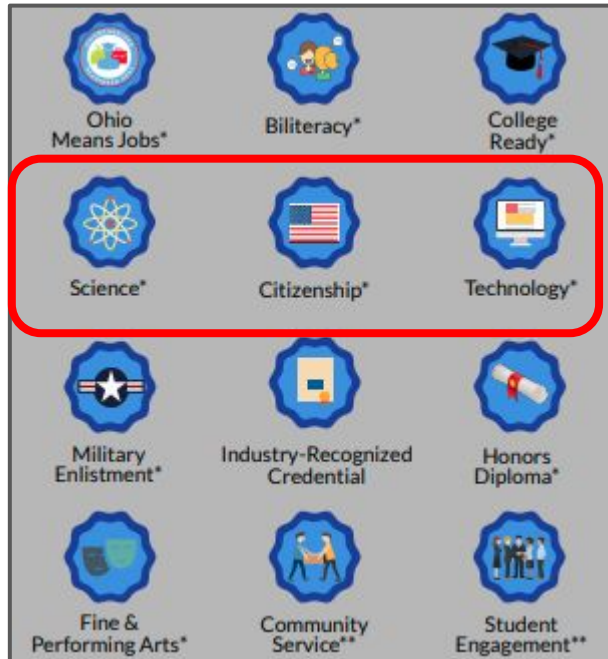 Ohio
Means Jobs*
Biliteracy*
College
Ready*
Science*
Citizenship*
Technology*
Military
Enlistment*
Industry-Recognized
Credential
Honors
Diploma*
Fine &
Performing Arts*
Community
Service**
Student
Engagement**